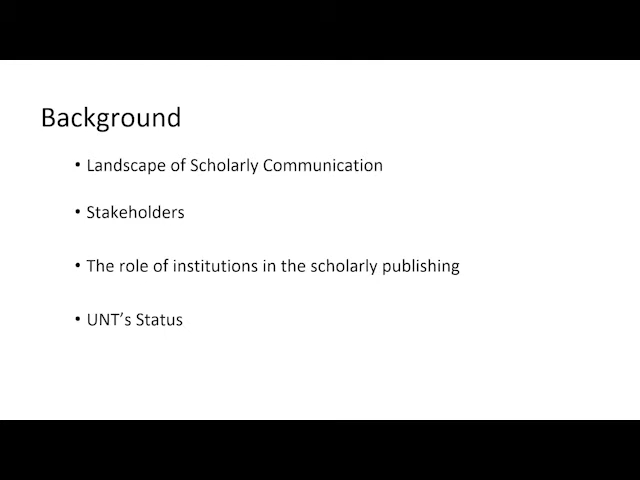 Background
• Landscape of Scholarly Communication
• Stakeholders
• The role of institutions in the scholarly publishing
• UNT’s Status